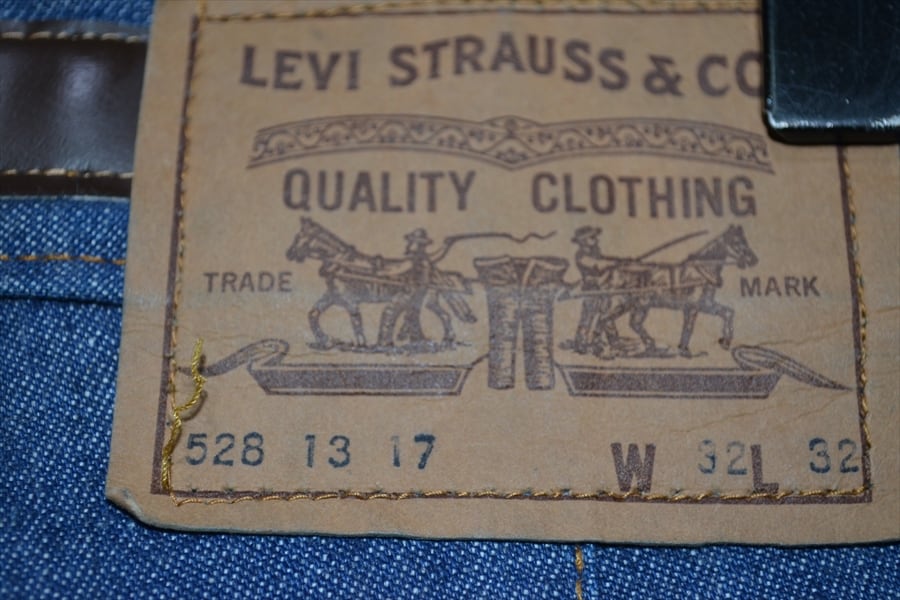 LEVI STRAUSS & CO
QUALITY CLOTHING
TRADE MARK
528 13 17 W 32 L 32